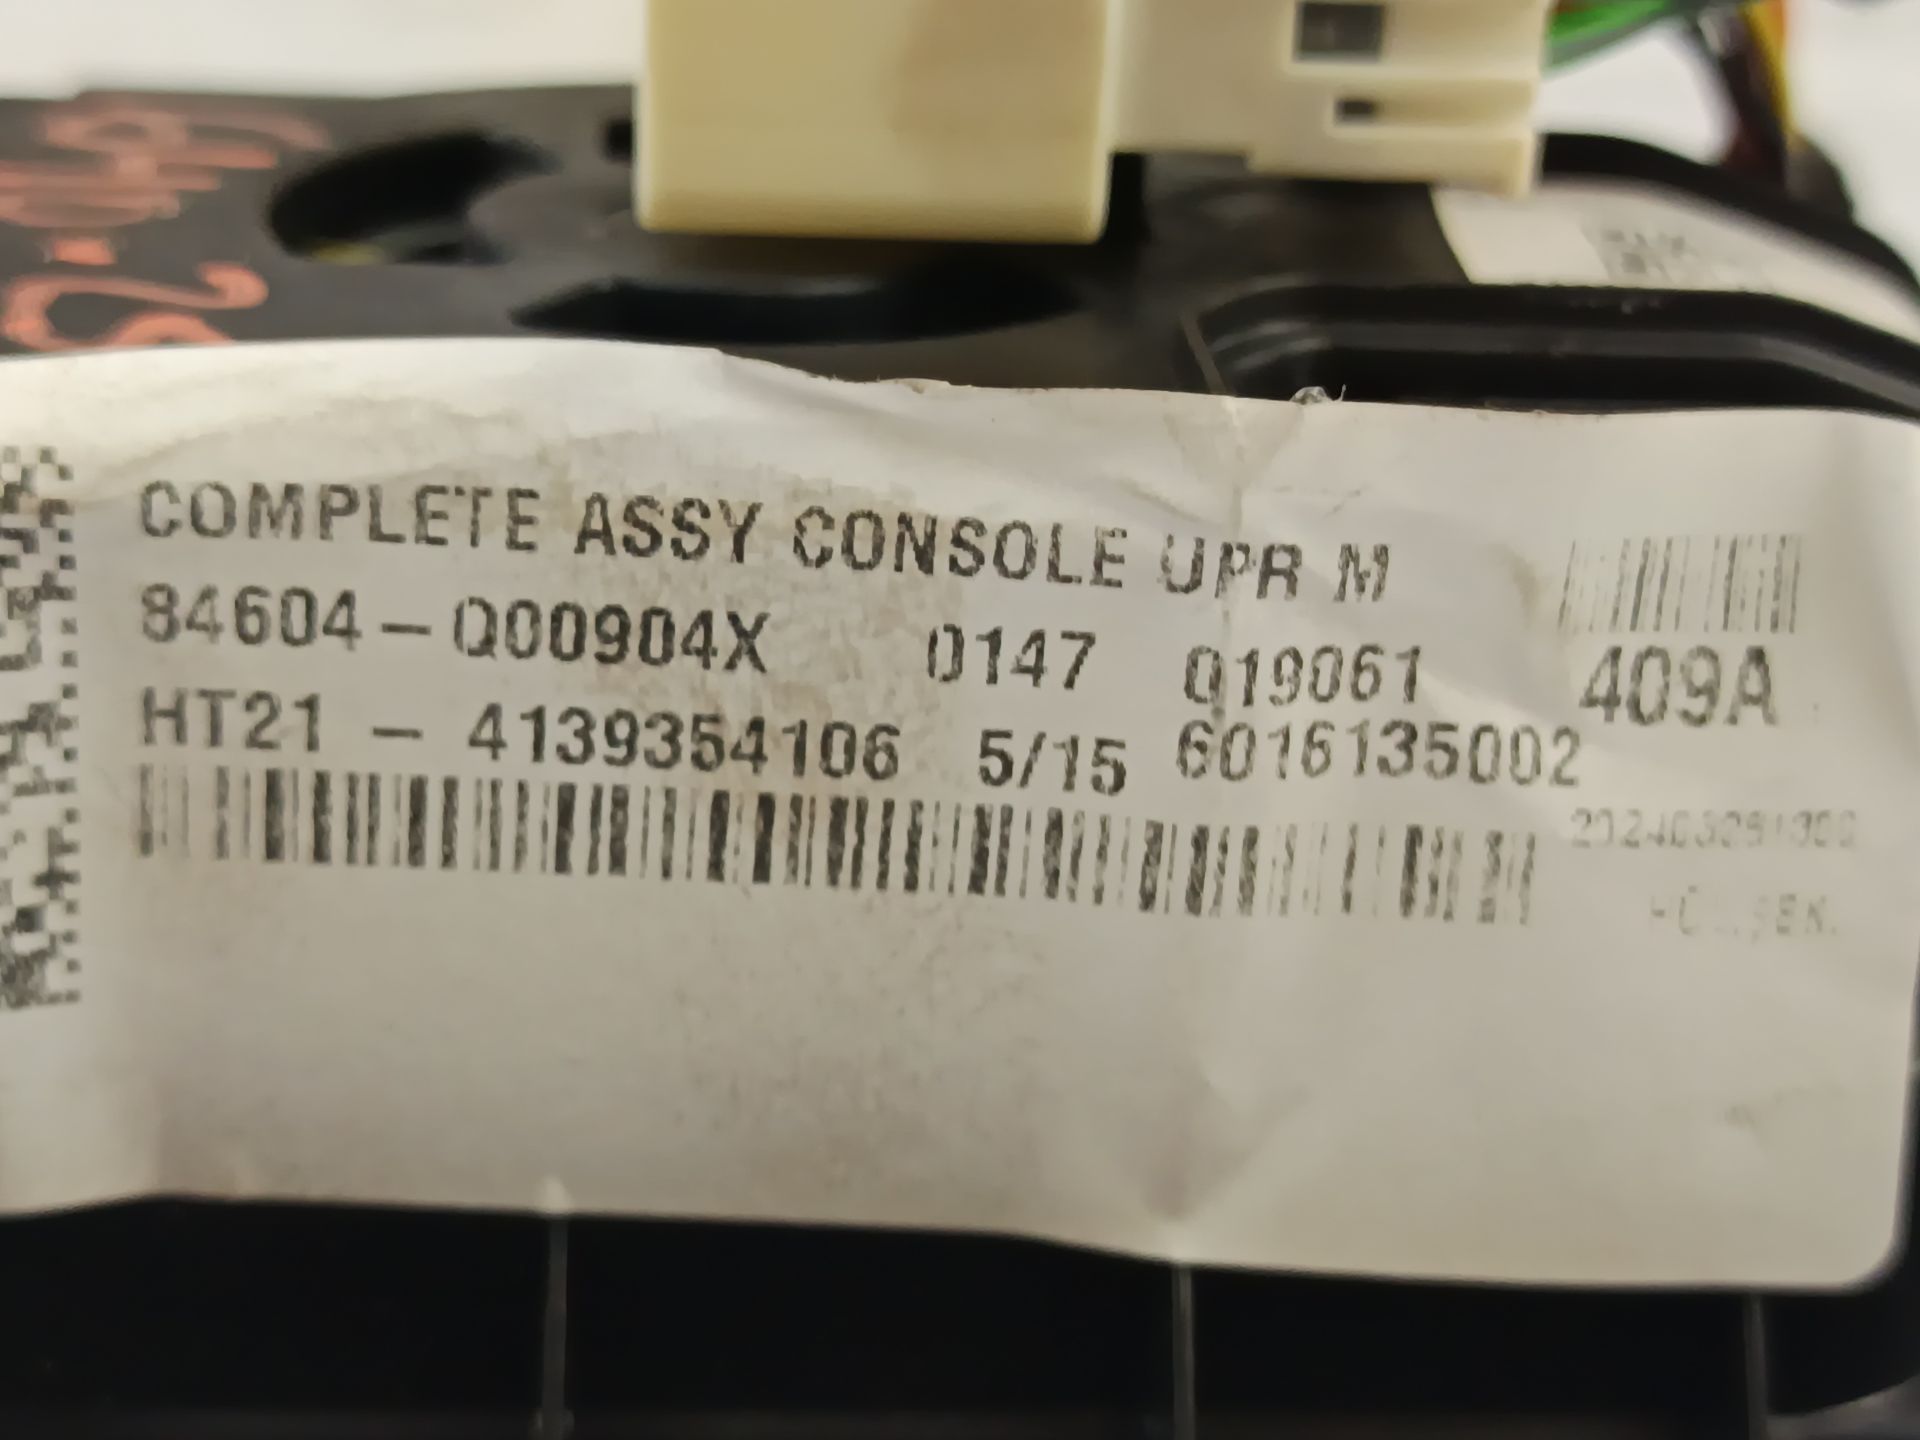 COMPLETE ASSY CONSOLE UPR M
84604-Q00904X 0147 019061 409A
HT21 - 4139354106 5/15 6016135002